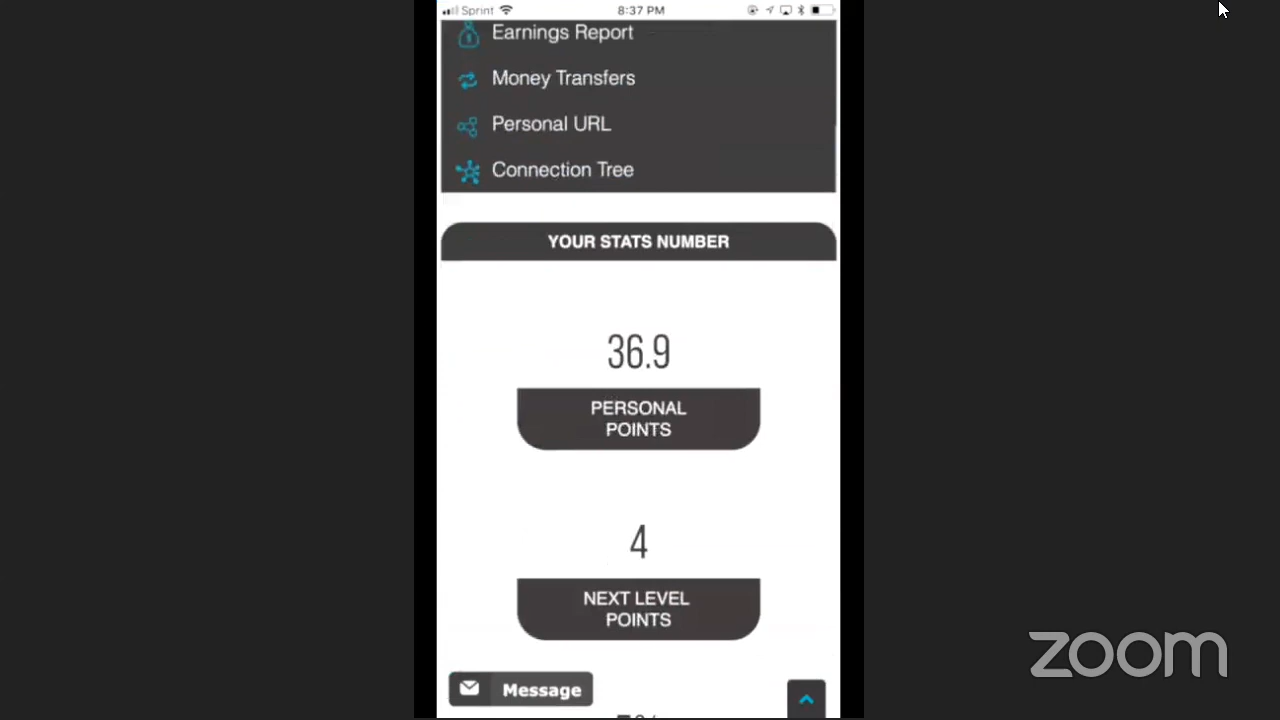 Sprint 8:37 PM
Earnings Report
Money Transfers
Personal URL
Connection Tree
YOUR STATS NUMBER
36.9
PERSONAL
POINTS
4
NEXT LEVEL
POINTS
Message
zoom